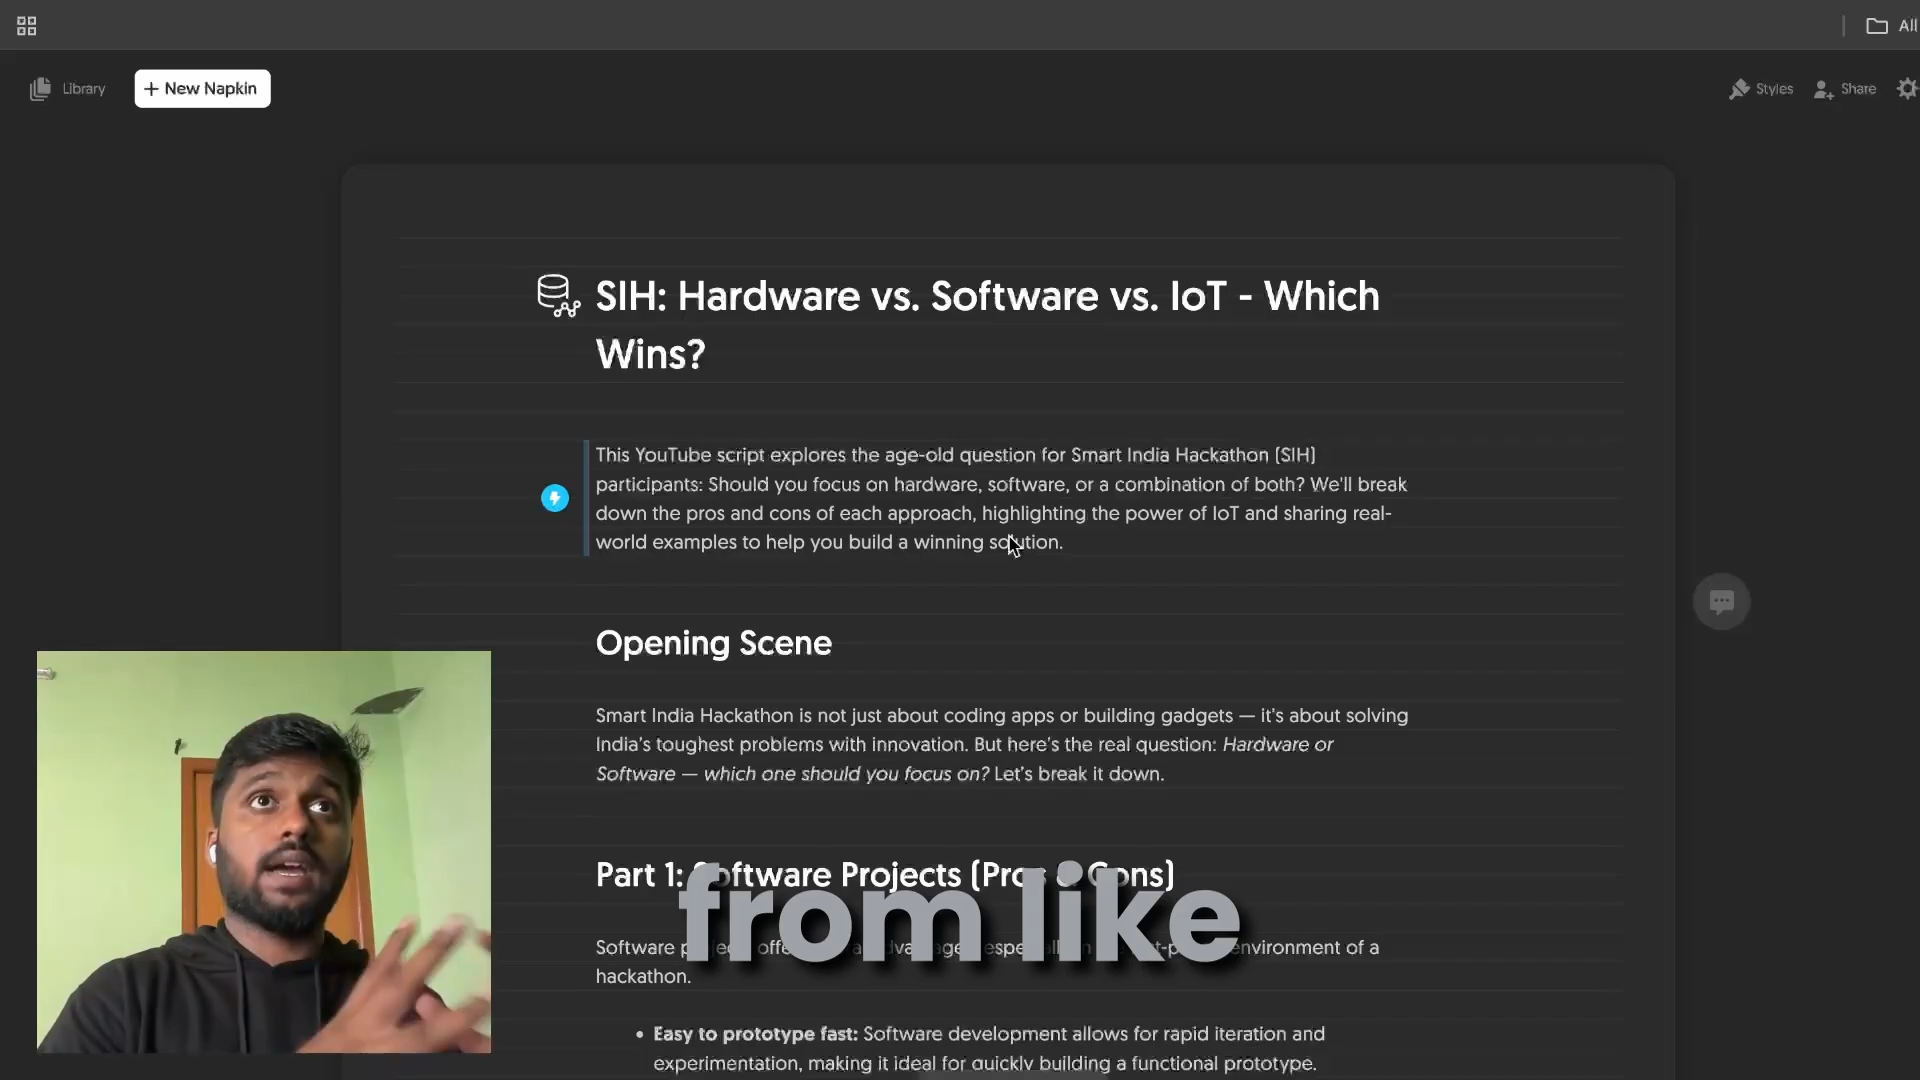 All
Library
+ New Napkin
Styles
Share
SIH: Hardware vs. Software vs. IoT - Which
Wins?
This YouTube script explores the age-old question for Smart India Hackathon (SIH)
participants: Should you focus on hardware, software, or a combination of both? We'll break
down the pros and cons of each approach, highlighting the power of IoT and sharing real-
world examples to help you build a winning solution.
Opening Scene
Smart India Hackathon is not just about coding apps or building gadgets — it's about solving
India's toughest problems with innovation. But here's the real question: Hardware or
Software — which one should you focus on? Let's break it down.
Part 1: Software Projects (Pros & Cons)
from like
Software environment of a
hackathon.
• Easy to prototype fast: Software development allows for rapid iteration and
experimentation, making it ideal for quickly building a functional prototype.